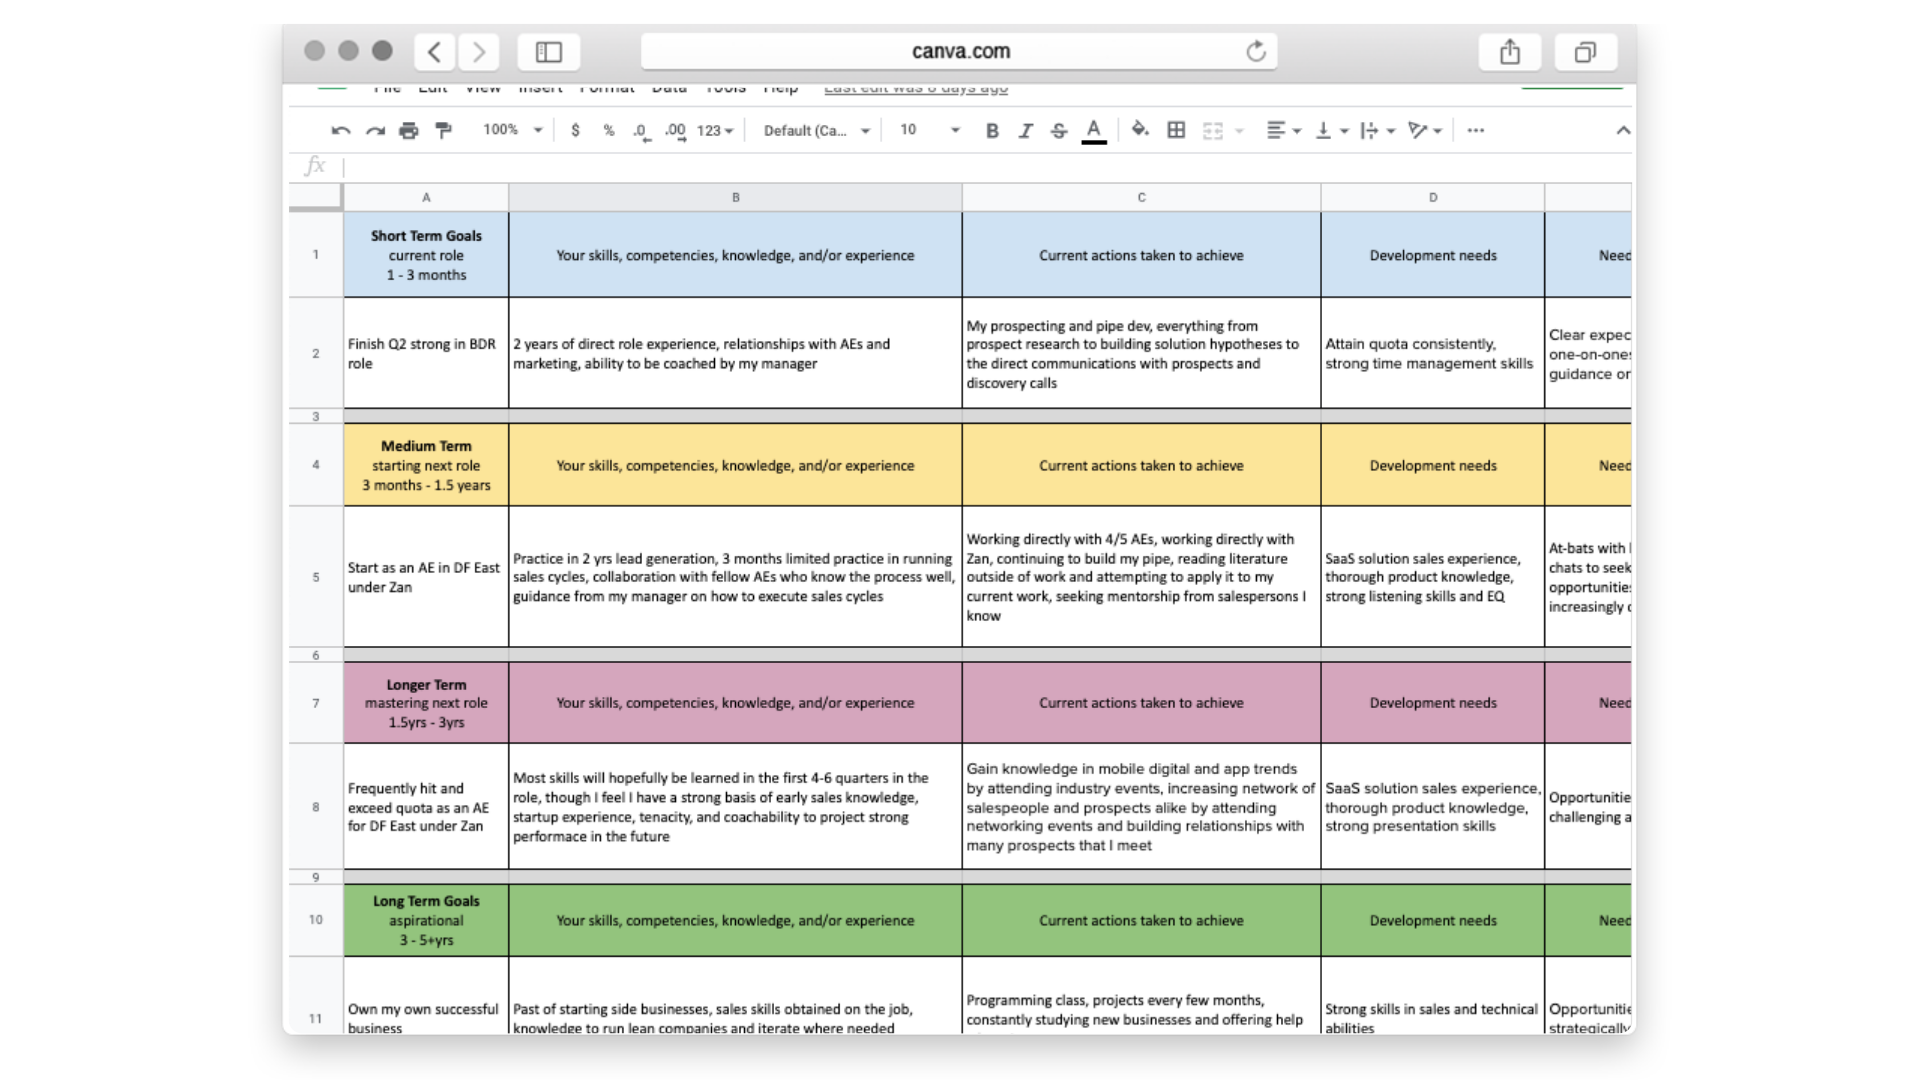 canva.com
File Edit View Insert Format Data Tools Help Last edit was 8 days ago
100% $ % .0 .00 123 Default (Ca... 10 B I S A
fx
A B C D
1
Short Term Goals
current role
1 - 3 months
Your skills, competencies, knowledge, and/or experience
Current actions taken to achieve
Development needs
Need
2
Finish Q2 strong in BDR
role
2 years of direct role experience, relationships with AEs and
marketing, ability to be coached by my manager
My prospecting and pipe dev, everything from
prospect research to building solution hypotheses to
the direct communications with prospects and
discovery calls
Attain quota consistently,
strong time management skills
Clear expec
one-on-ones
guidance or
3
4
Medium Term
starting next role
3 months - 1.5 years
Your skills, competencies, knowledge, and/or experience
Current actions taken to achieve
Development needs
Need
5
Start as an AE in DF East
under Zan
Practice in 2 yrs lead generation, 3 months limited practice in running
sales cycles, collaboration with fellow AEs who know the process well,
guidance from my manager on how to execute sales cycles
Working directly with 4/5 AEs, working directly with
Zan, continuing to build my pipe, reading literature
outside of work and attempting to apply it to my
current work, seeking mentorship from salespersons I
know
SaaS solution sales experience,
thorough product knowledge,
strong listening skills and EQ
At-bats with
chats to seek
opportunities
increasingly
6
7
Longer Term
mastering next role
1.5yrs - 3yrs
Your skills, competencies, knowledge, and/or experience
Current actions taken to achieve
Development needs
Need
8
Frequently hit and
exceed quota as an AE
for DF East under Zan
Most skills will hopefully be learned in the first 4-6 quarters in the
role, though I feel I have a strong basis of early sales knowledge,
startup experience, tenacity, and coachability to project strong
performace in the future
Gain knowledge in mobile digital and app trends
by attending industry events, increasing network of
salespeople and prospects alike by attending
networking events and building relationships with
many prospects that I meet
SaaS solution sales experience,
thorough product knowledge,
strong presentation skills
Opportunitie
challenging a
9
10
Long Term Goals
aspirational
3 - 5+yrs
Your skills, competencies, knowledge, and/or experience
Current actions taken to achieve
Development needs
Need
11
Own my own successful
business
Past of starting side businesses, sales skills obtained on the job,
knowledge to run lean companies and iterate where needed
Programming class, projects every few months,
constantly studying new businesses and offering help
Strong skills in sales and technical
abilities
Opportunitie
strategically